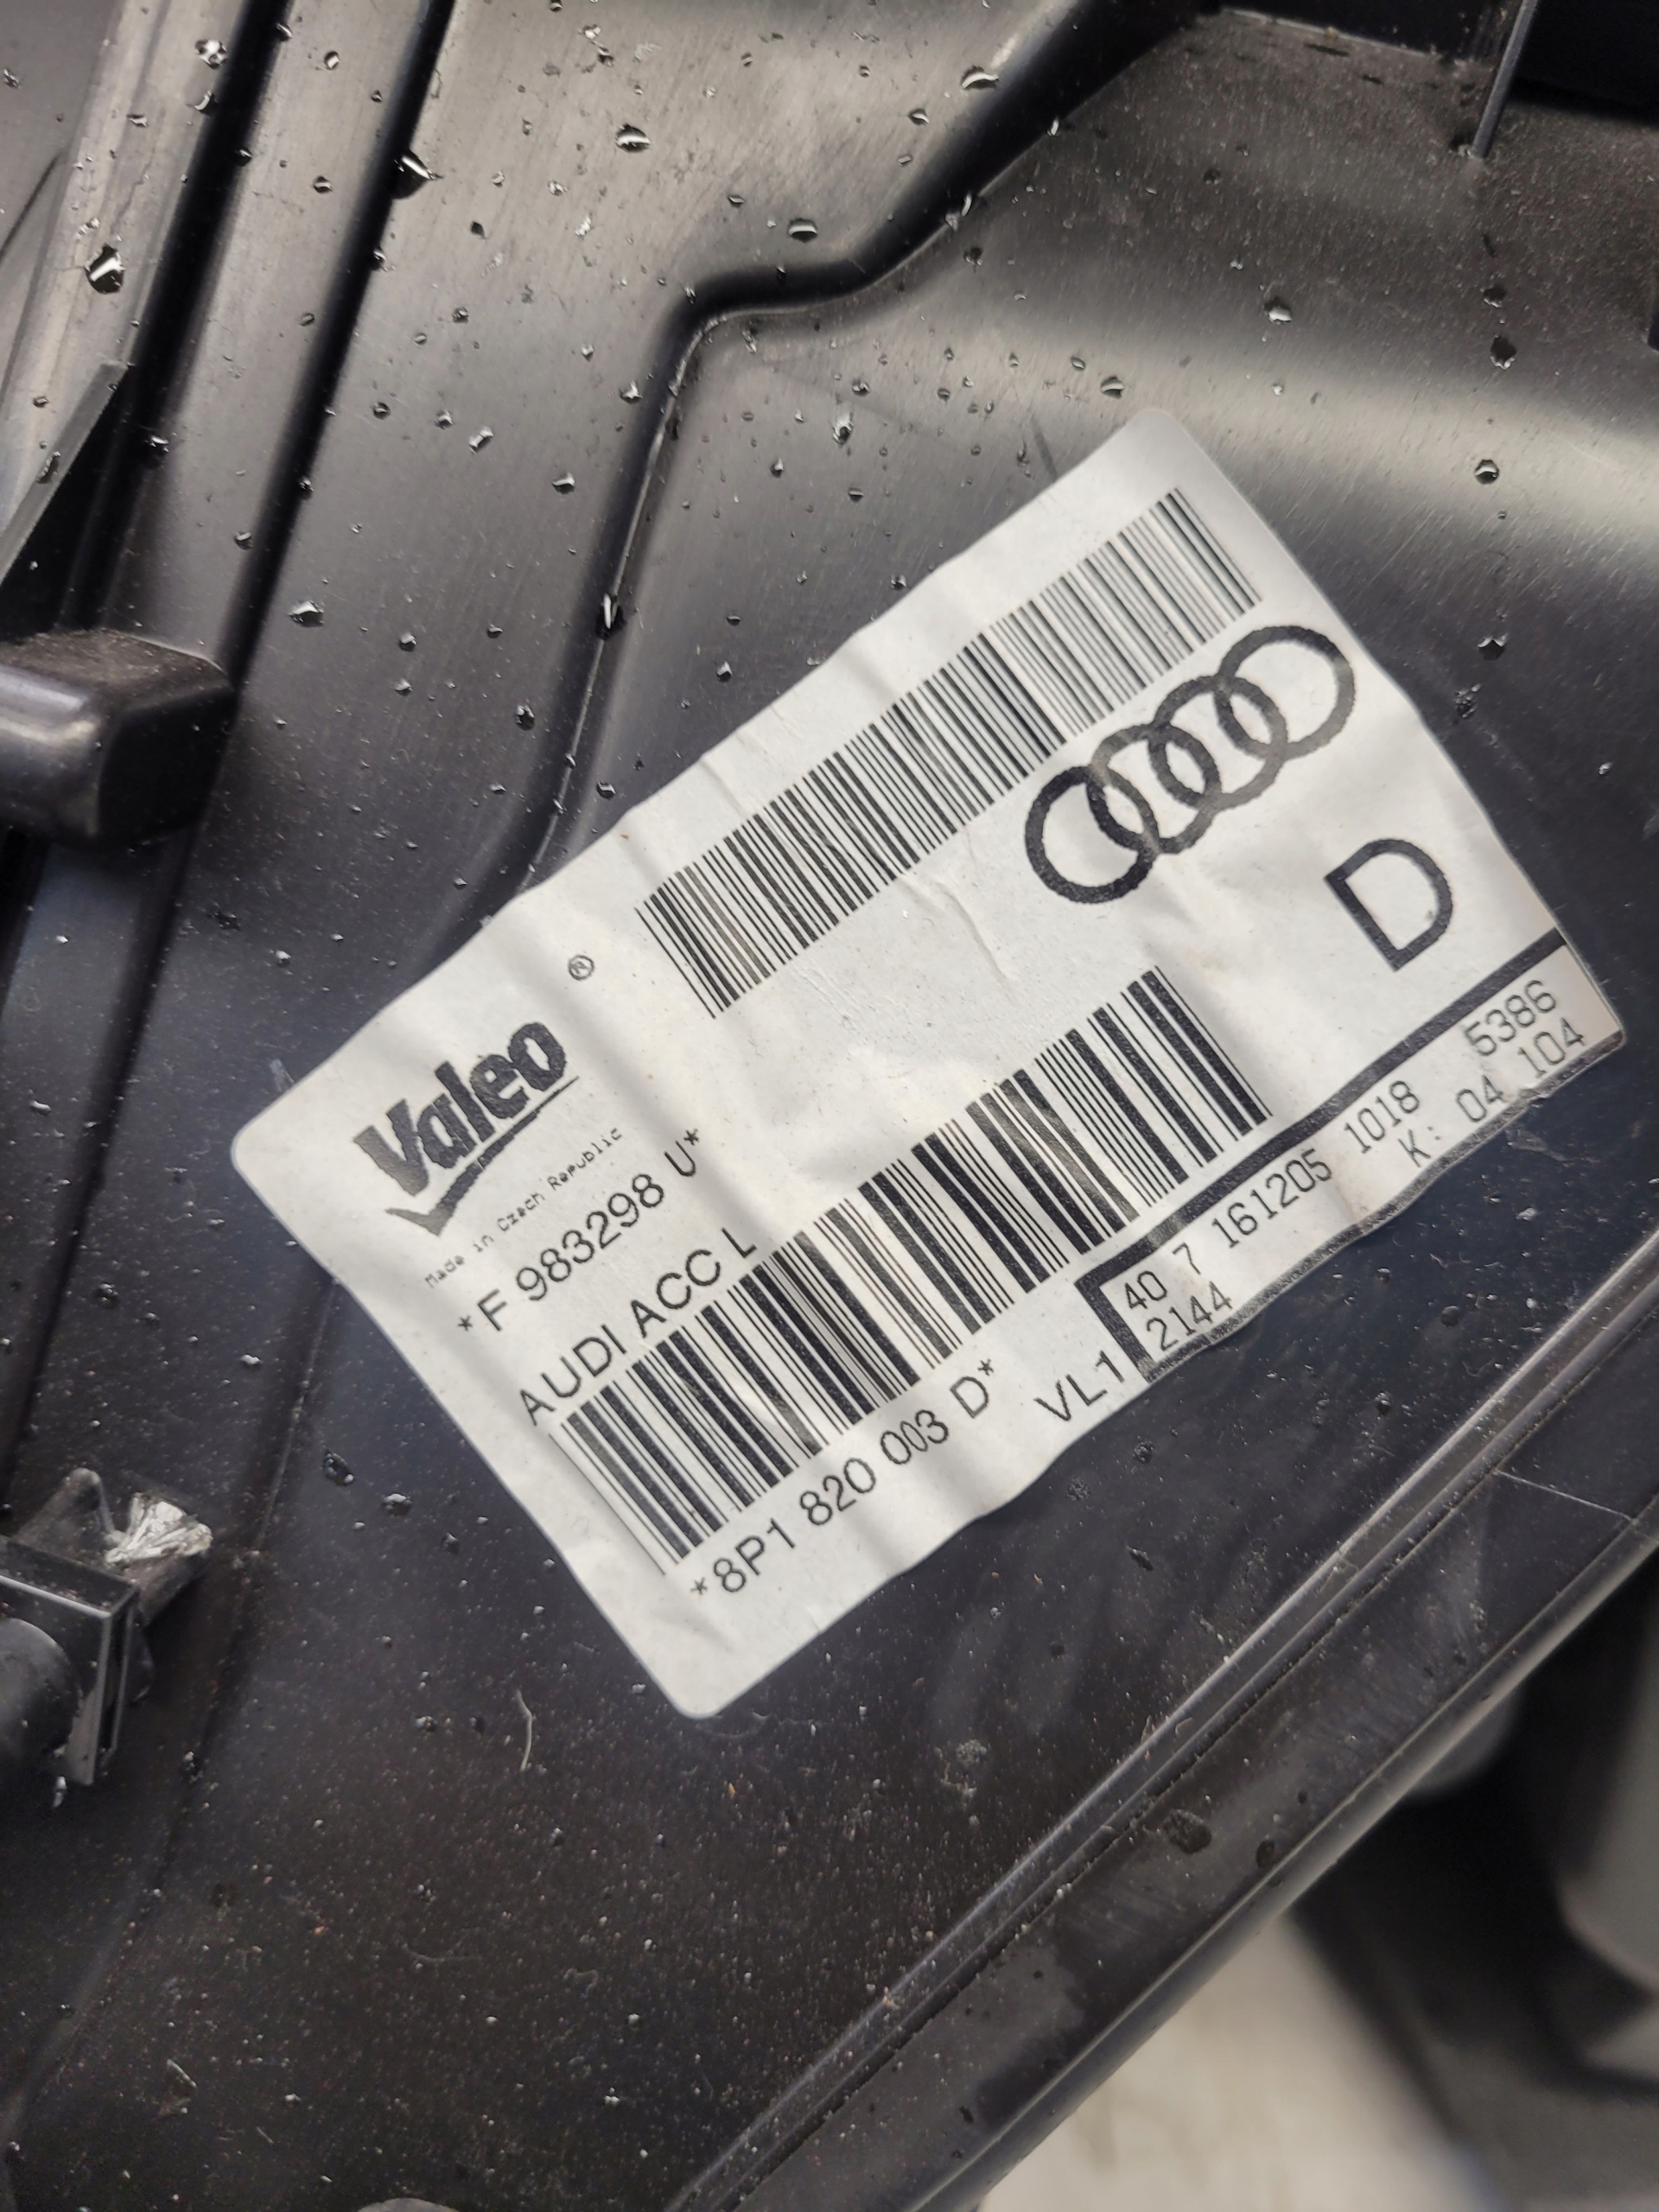 Valeo ®
Made in Czech Republic
*F 983298 U*
AUDI ACC L
D
*8P1 820 003 D*
VL1
40 7 161205 1018 5386
2144 K: 04 104